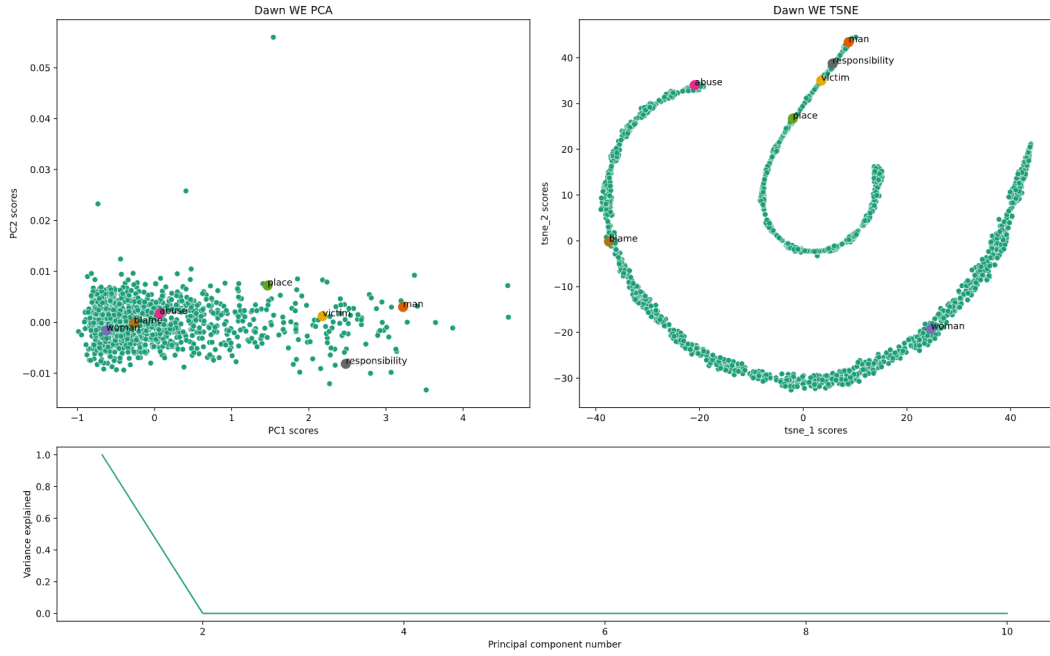 Dawn WE PCA
0.05
0.04
0.03
0.02
0.01
0.00
−0.01
PC2 scores
place
man
victim
abuse
blame
woman
responsibility
−1
0
1
2
3
4
PC1 scores
Dawn WE TSNE
40
30
20
10
0
−10
−20
−30
tsne_2 scores
man
responsibility
victim
abuse
place
blame
woman
−40
−20
0
20
40
tsne_1 scores
1.0
0.8
0.6
0.4
0.2
0.0
Variance explained
2
4
6
8
10
Principal component number